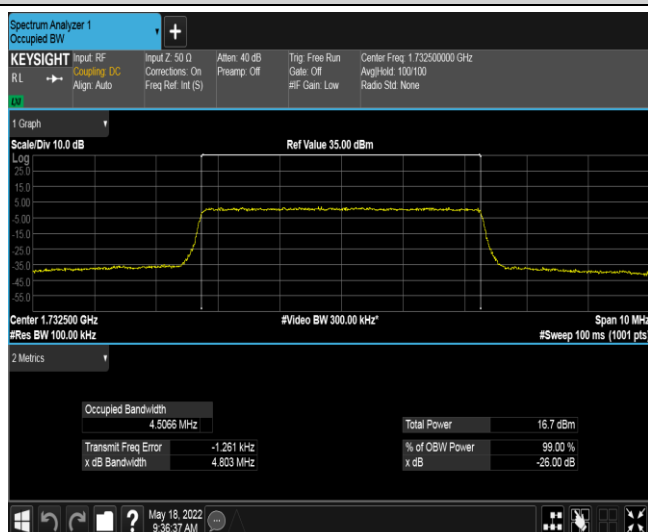 Spectrum Analyzer 1
Occupied BW
+
KEYSIGHT Input: RF Input Z: 50 Ω Atten: 40 dB Trig: Free Run Center Freq: 1.732500000 GHz
RL Coupling: DC Corrections: On Preamp: Off Gate: Off Avg|Hold: 100/100
Align: Auto Freq Ref: Int (S) #IF Gain: Low Radio Std: None
LXI
1 Graph
Scale/Div 10.0 dB Ref Value 35.00 dBm
Log
25.0
15.0
5.00
-5.00
-15.0
-25.0
-35.0
-45.0
-55.0
Center 1.732500 GHz #Video BW 300.00 kHz* Span 10 MHz
#Res BW 100.00 kHz #Sweep 100 ms (1001 pts)
2 Metrics
Occupied Bandwidth
4.5066 MHz Total Power 16.7 dBm
Transmit Freq Error -1.261 kHz % of OBW Power 99.00 %
x dB Bandwidth 4.803 MHz x dB -26.00 dB
? May 18, 2022
9:36:37 AM